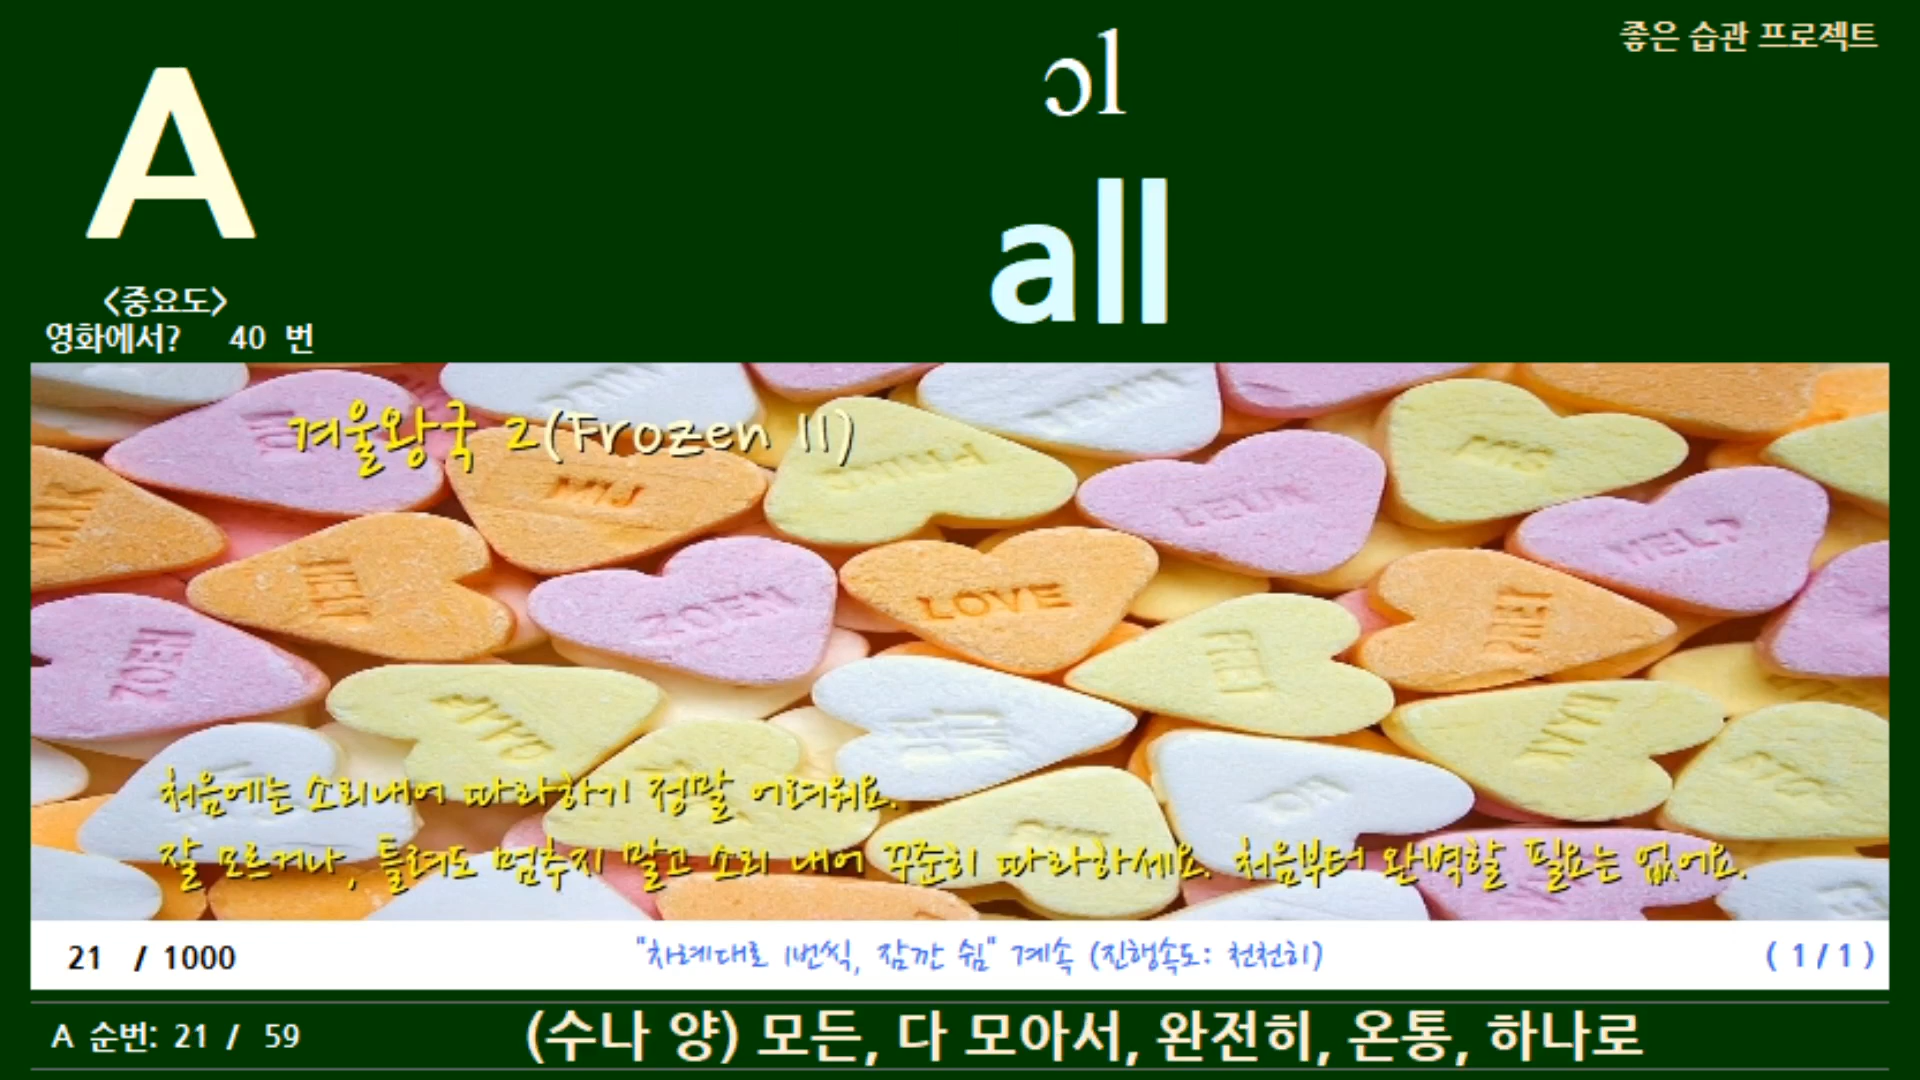 좋은 습관 프로젝트
A
ɔl
all
<중요도>
영화에서? 40 번
겨울왕국 2(Frozen II)
MIJ
LEUK
HELP
ZOEN
LOVE
처음에는 소리내어 따라하기 정말 어려워요.
잘 모르거나, 틀려도 멈추지 말고 소리 내어 꾸준히 따라하세요. 처음부터 완벽할 필요는 없어요.
21 / 1000
"차례대로 1번씩, 잠깐 쉼" 계속 (진행속도: 천천히)
( 1 / 1 )
A 순번: 21 / 59
(수나 양) 모든, 다 모아서, 완전히, 온통, 하나로